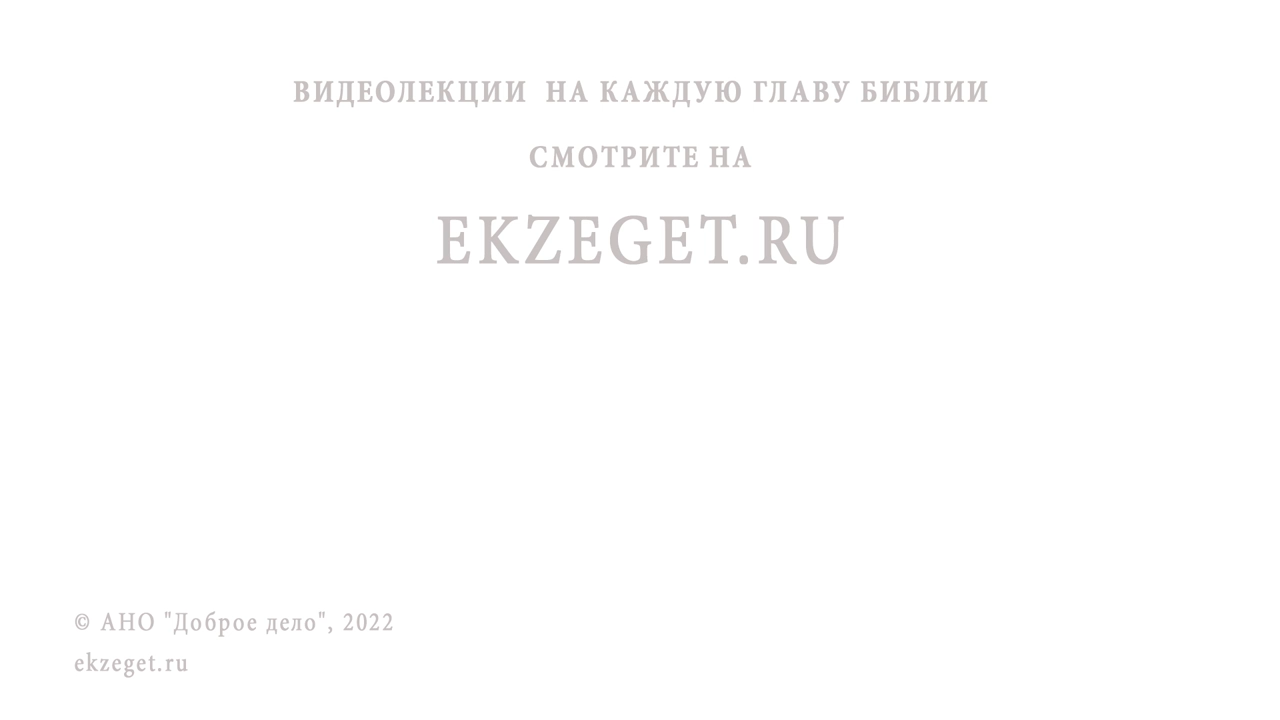 ВИДЕОЛЕКЦИИ НА КАЖДУЮ ГЛАВУ БИБЛИИ
СМОТРИТЕ НА
EKZEGET.RU
© АНО "Доброе дело", 2022
ekzeget.ru